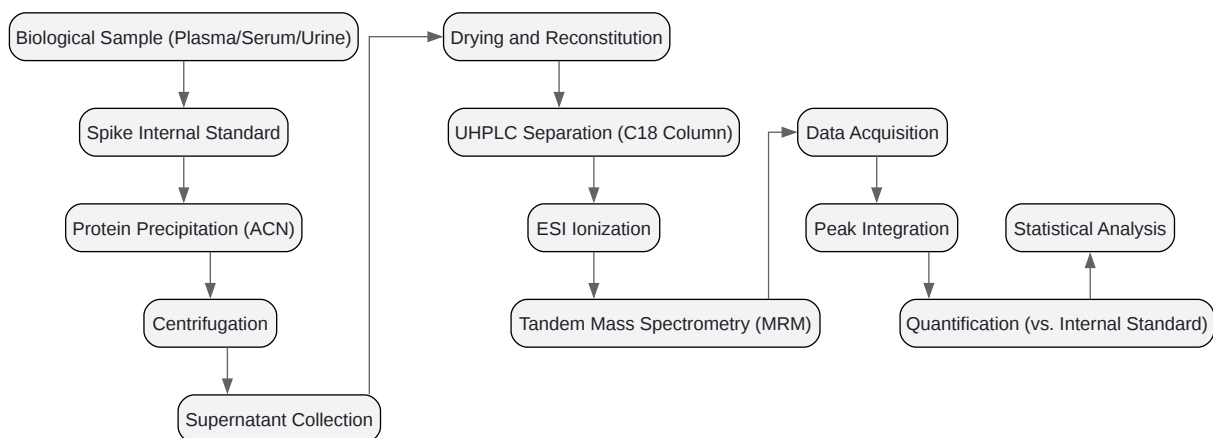 Biological Sample (Plasma/Serum/Urine)
Spike Internal Standard
Protein Precipitation (ACN)
Centrifugation
Supernatant Collection
Drying and Reconstitution
UHPLC Separation (C18 Column)
ESI Ionization
Tandem Mass Spectrometry (MRM)
Data Acquisition
Peak Integration
Quantification (vs. Internal Standard)
Statistical Analysis